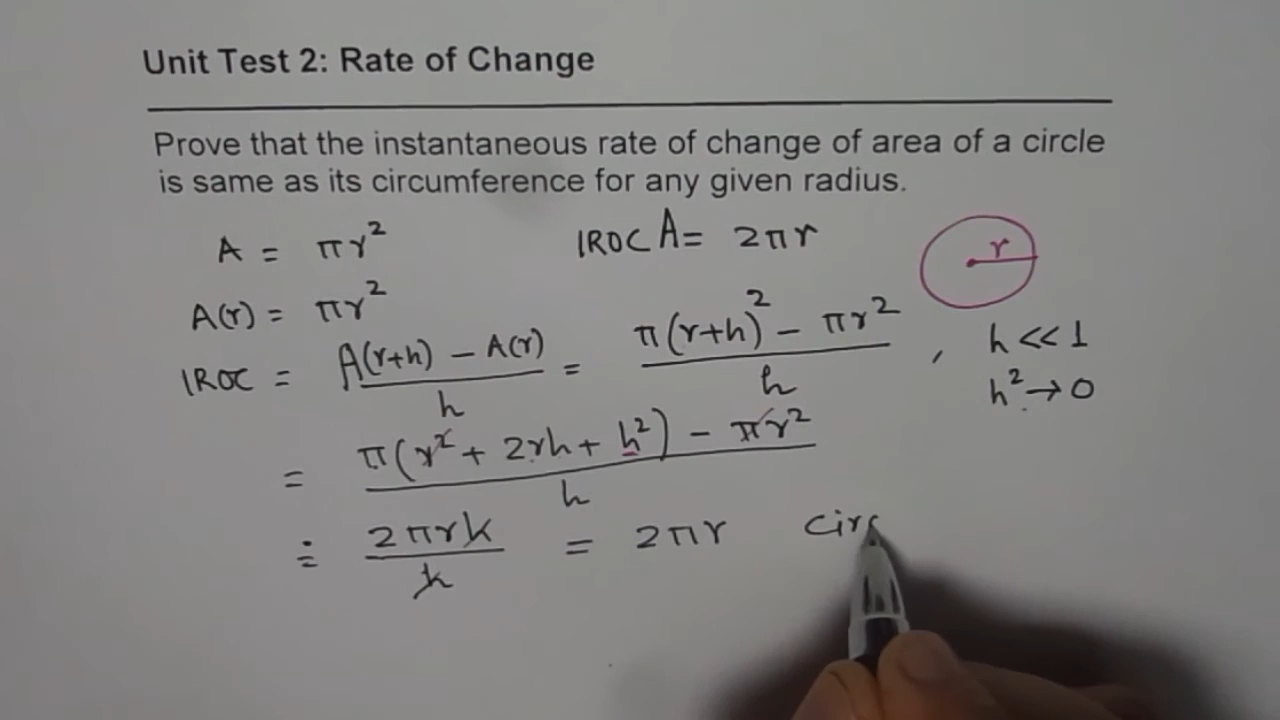 Unit Test 2: Rate of Change
Prove that the instantaneous rate of change of area of a circle
is same as its circumference for any given radius.
A = πr²
IROC A = 2πr
r
A(r) = πr²
IROC = A(r+h) − A(r) / h = π(r+h)² − πr² / h , h << 1
h² → 0
= π(r² + 2rh + h²) − πr² / h
≐ 2πrh / h = 2πr Circ